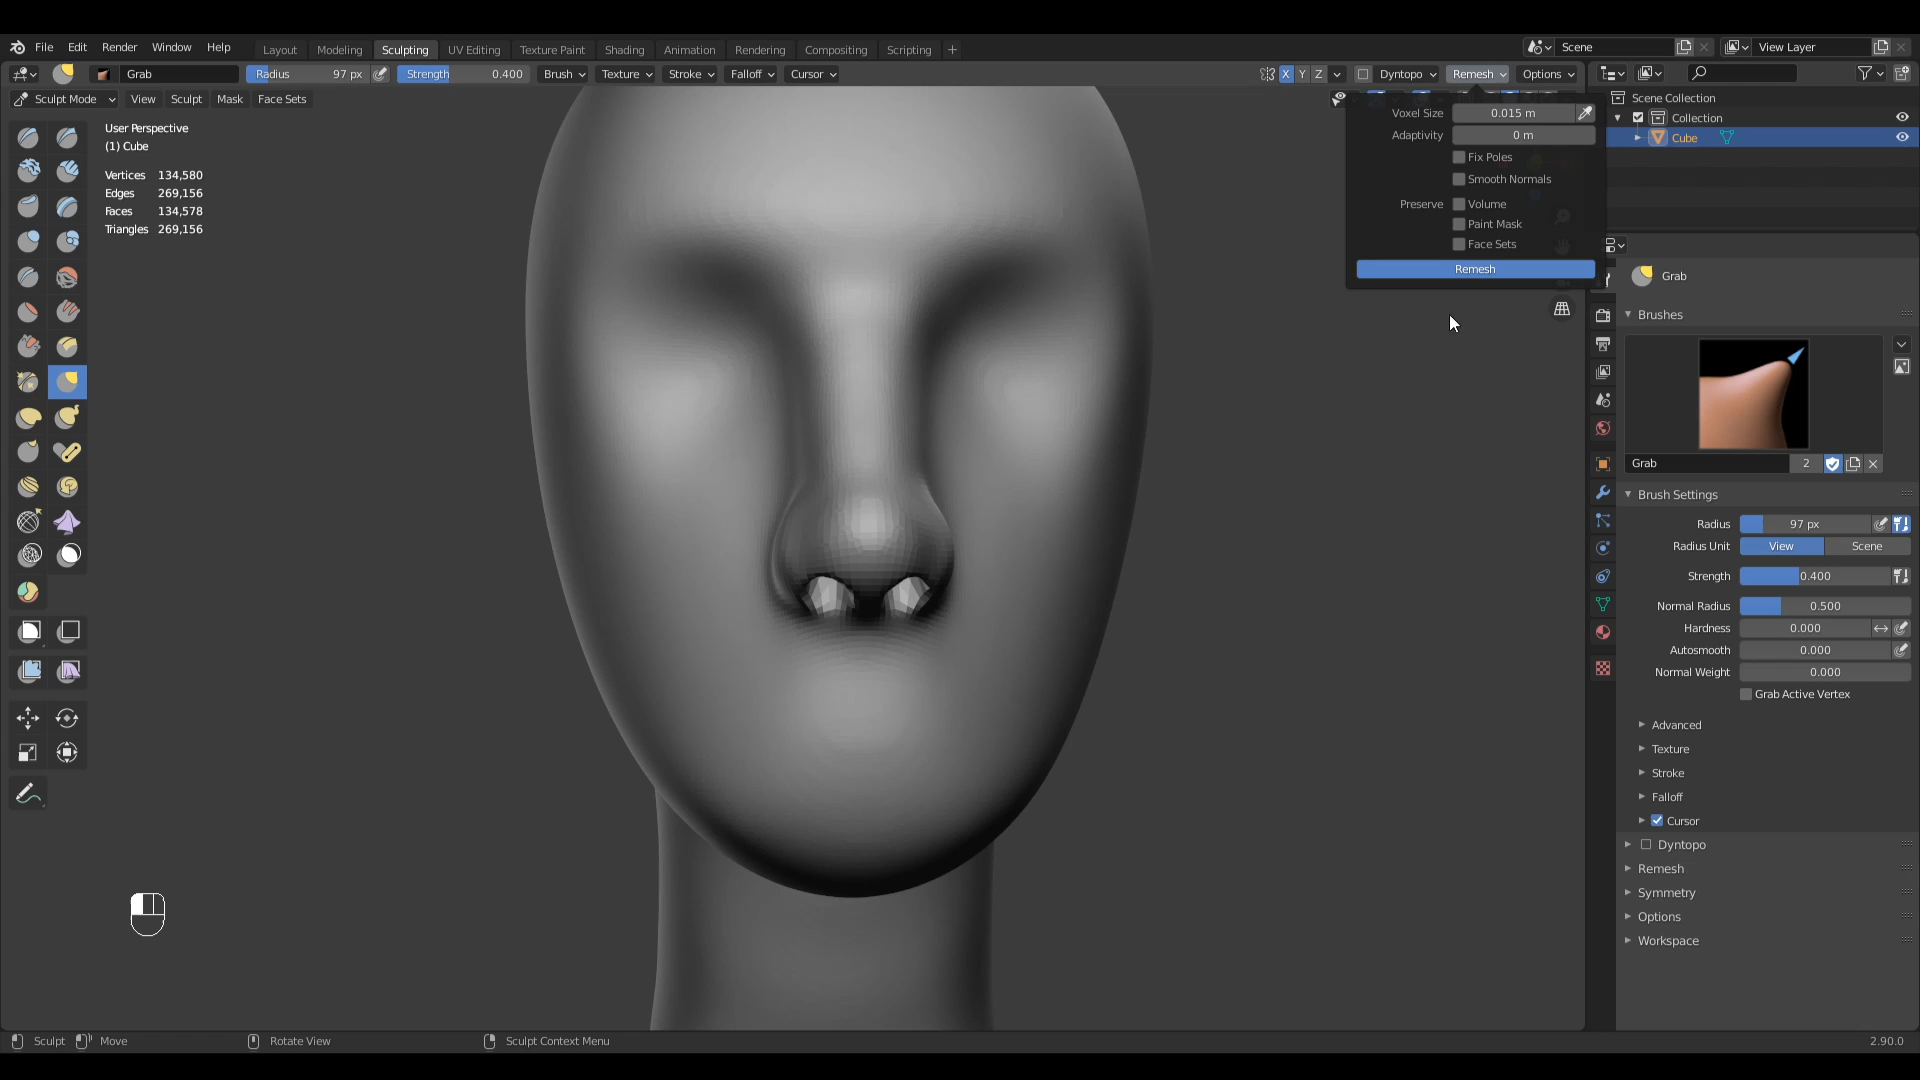 File Edit Render Window Help Layout Modeling Sculpting UV Editing Texture Paint Shading Animation Rendering Compositing Scripting + Scene View Layer
Grab Radius 97 px Strength 0.400 Brush Texture Stroke Falloff Cursor X Y Z Dyntopo Remesh Options
Sculpt Mode View Sculpt Mask Face Sets
Scene Collection
Collection
Cube
User Perspective
(1) Cube
Vertices 134,580
Edges 269,156
Faces 134,578
Triangles 269,156
Voxel Size 0.015 m
Adaptivity 0 m
Fix Poles
Smooth Normals
Preserve Volume
Paint Mask
Face Sets
Remesh
Grab
Brushes
Grab 2
Brush Settings
Radius 97 px
Radius Unit View Scene
Strength 0.400
Normal Radius 0.500
Hardness 0.000
Autosmooth 0.000
Normal Weight 0.000
Grab Active Vertex
Advanced
Texture
Stroke
Falloff
Cursor
Dyntopo
Remesh
Symmetry
Options
Workspace
Sculpt Move Rotate View Sculpt Context Menu 2.90.0